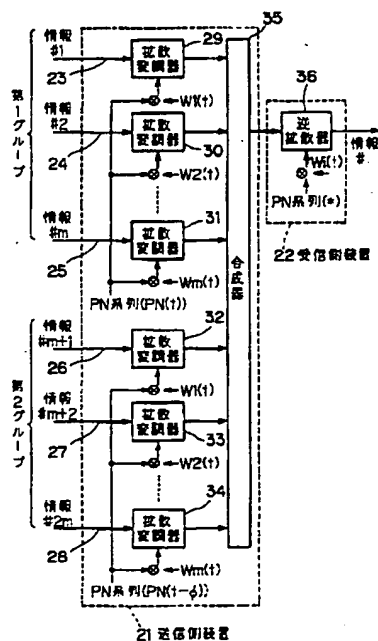 35
情報
#1
23
拡散
変調器
29
W1(t)
情報
#2
24
拡散
変調器
30
W2(t)
第1グループ
情報
#m
25
拡散
変調器
31
Wm(t)
PN系列(PN(t))
情報
#m+1
26
拡散
変調器
32
W1(t)
情報
#m+2
27
拡散
変調器
33
W2(t)
第2グループ
情報
#2m
28
拡散
変調器
34
Wm(t)
PN系列(PN(t-φ))
21 送信側装置
合成器
36
逆
拡散器
Wi(t)
PN系列(*)
情報
#
22 受信側装置